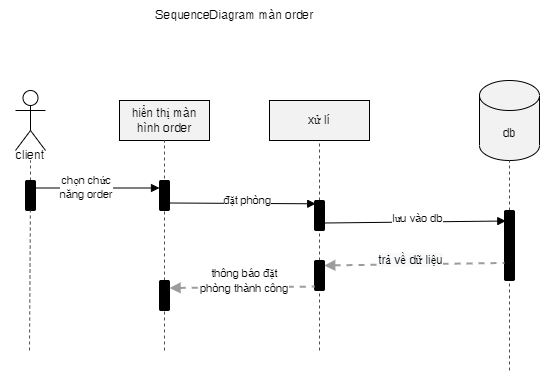 SequenceDiagram màn order
hiển thị màn
hình order
xử lí
db
client
chọn chức
năng order
đặt phòng
lưu vào db
trả về dữ liệu
thông báo đặt
phòng thành công